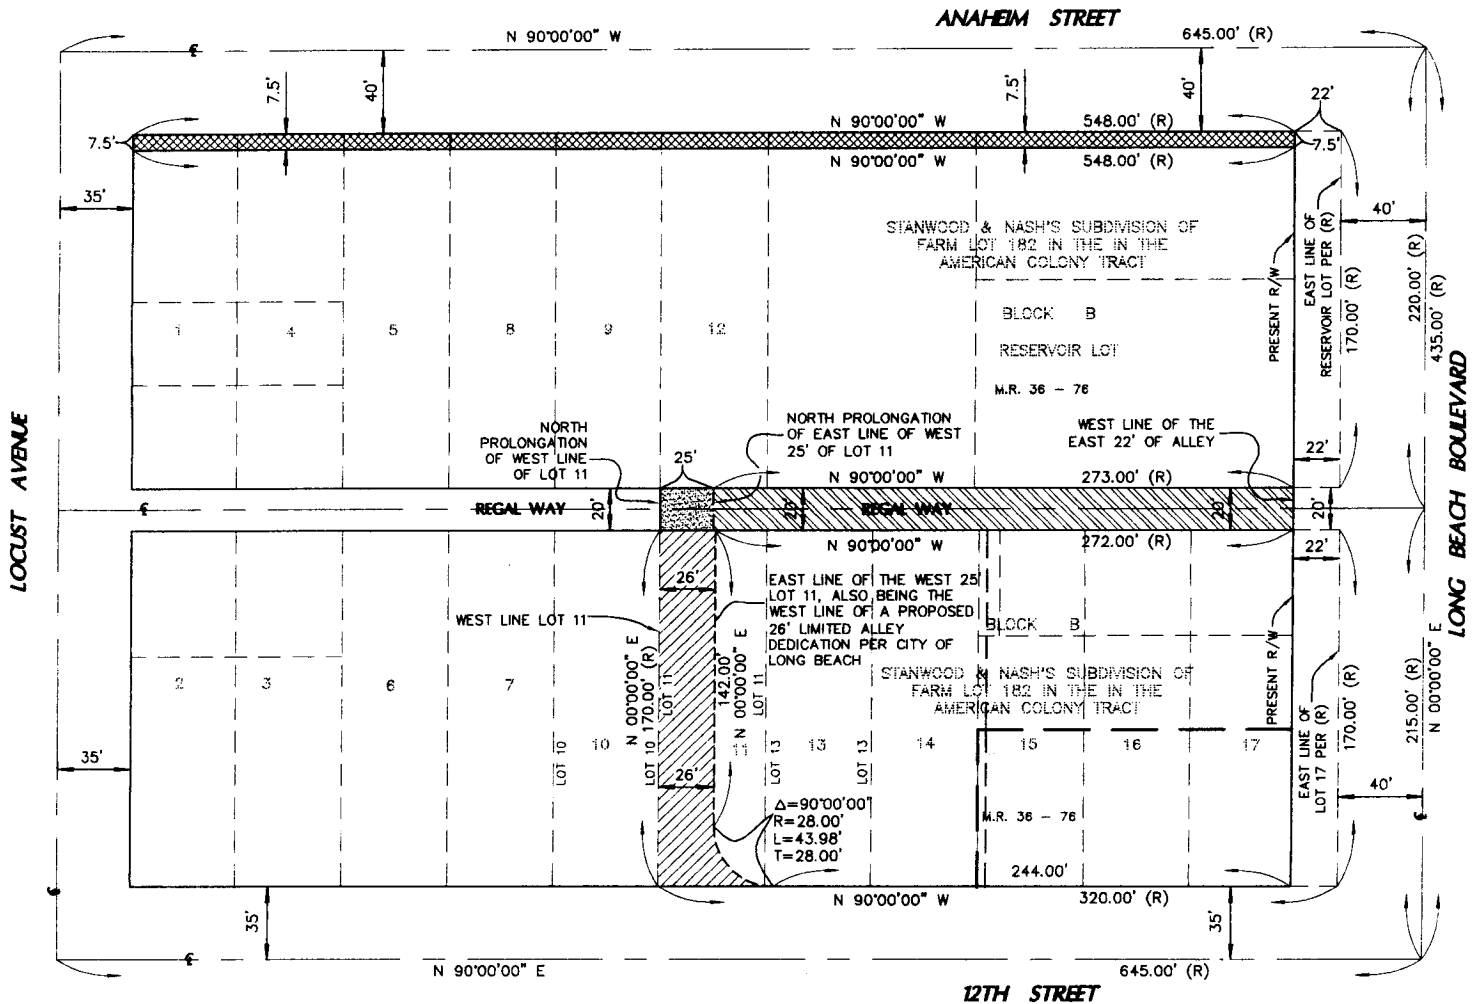 ANAHEIM STREET
N 90°00'00" W
645.00' (R)
7.5'
40'
7.5'
40'
22'
N 90°00'00" W
548.00' (R)
7.5'
7.5'
N 90°00'00" W
548.00' (R)
35'
40'
STANWOOD & NASH'S SUBDIVISION OF
FARM LOT 182 IN THE IN THE
AMERICAN COLONY TRACT
PRESENT R/W
EAST LINE OF
RESERVOIR LOT PER (R)
170.00' (R)
220.00' (R)
435.00' (R)
BLOCK B
RESERVOIR LOT
M.R. 36 - 76
1
4
5
8
9
12
LOCUST AVENUE
LONG BEACH BOULEVARD
NORTH
PROLONGATION
OF WEST LINE
OF LOT 11
NORTH PROLONGATION
OF EAST LINE OF WEST
25' OF LOT 11
WEST LINE OF THE
EAST 22' OF ALLEY
25'
22'
N 90°00'00" W
273.00' (R)
REGAL WAY
20'
20'
REGAL WAY
20'
20'
N 90°00'00" W
272.00' (R)
22'
26'
EAST LINE OF THE WEST 25'
LOT 11, ALSO BEING THE
WEST LINE OF A PROPOSED
26' LIMITED ALLEY
DEDICATION PER CITY OF
LONG BEACH
WEST LINE LOT 11
BLOCK B
STANWOOD & NASH'S SUBDIVISION OF
FARM LOT 182 IN THE IN THE
AMERICAN COLONY TRACT
N 00°00'00" E
170.00' (R)
LOT 11
142.00'
N 00°00'00" E
LOT 11
PRESENT R/W
EAST LINE OF
LOT 17 PER (R)
170.00' (R)
215.00' (R)
N 00°00'00" E
2
3
6
7
10
11
13
14
15
16
17
LOT 10
LOT 10
LOT 13
LOT 13
35'
26'
40'
Δ=90°00'00"
R=28.00'
L=43.98'
T=28.00'
M.R. 36 - 76
244.00'
N 90°00'00" W
320.00' (R)
35'
35'
N 90°00'00" E
645.00' (R)
12TH STREET